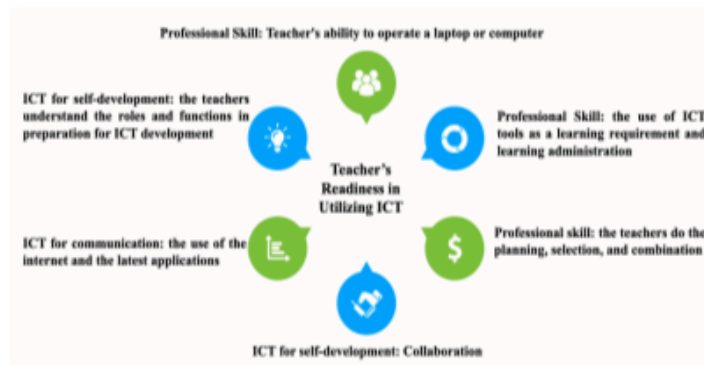 Professional Skill: Teacher's ability to operate a laptop or computer
ICT for self-development: the teachers
understand the roles and functions in
preparation for ICT development
Professional Skill: the use of ICT
tools as a learning requirement and
learning administration
Teacher's
Readiness in
Utilizing ICT
ICT for communication: the use of the
internet and the latest applications
Professional skill: the teachers do the
planning, selection, and combination
$
ICT for self-development: Collaboration